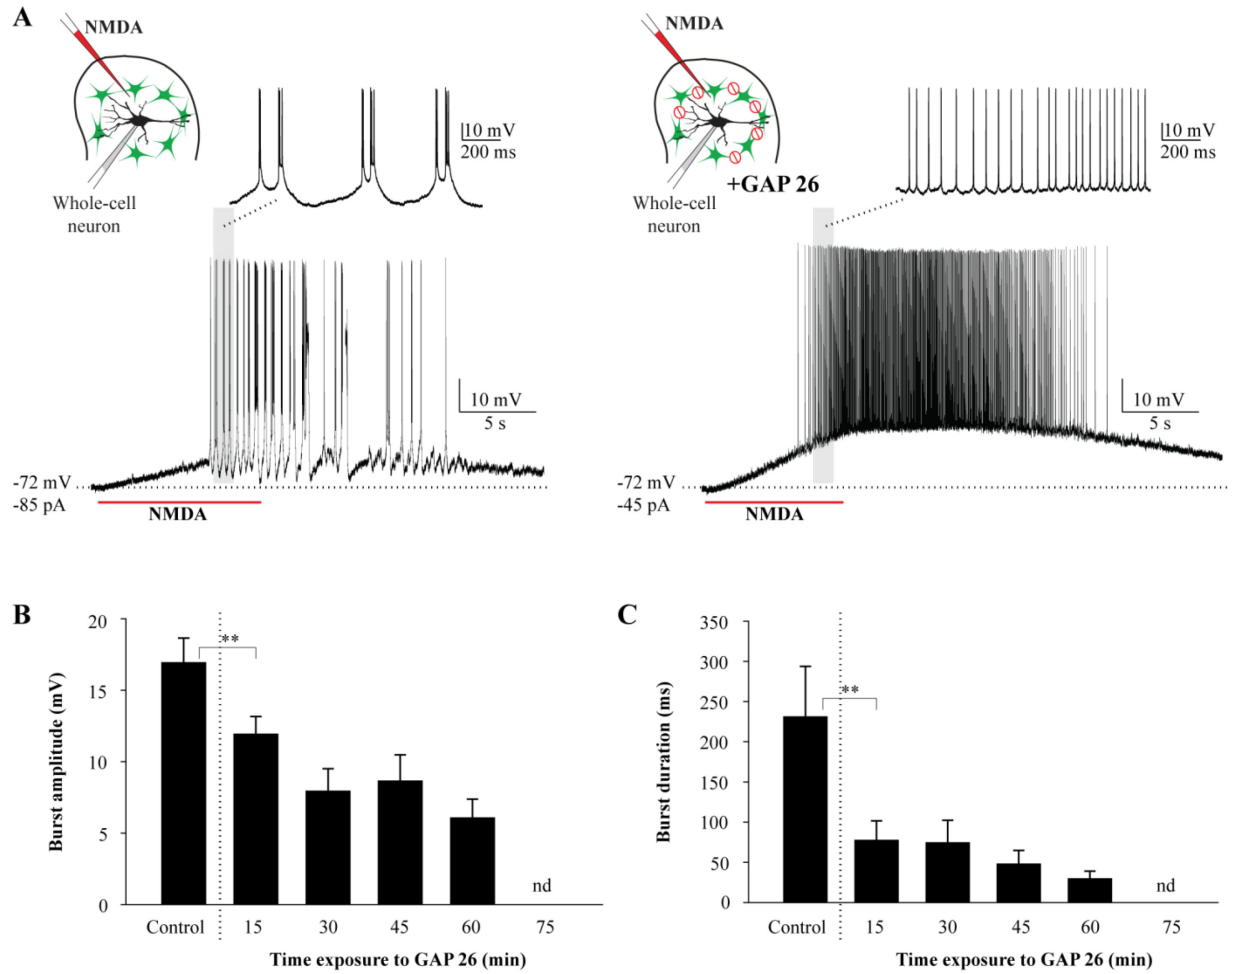 A
NMDA
10 mV
200 ms
Whole-cell
neuron
10 mV
5 s
-72 mV
-85 pA
NMDA
NMDA
+GAP 26
10 mV
200 ms
Whole-cell
neuron
10 mV
5 s
-72 mV
-45 pA
NMDA
B
Burst amplitude (mV)
20
15
10
5
0
**
nd
Control 15 30 45 60 75
Time exposure to GAP 26 (min)
C
Burst duration (ms)
350
300
250
200
150
100
50
0
**
nd
Control 15 30 45 60 75
Time exposure to GAP 26 (min)